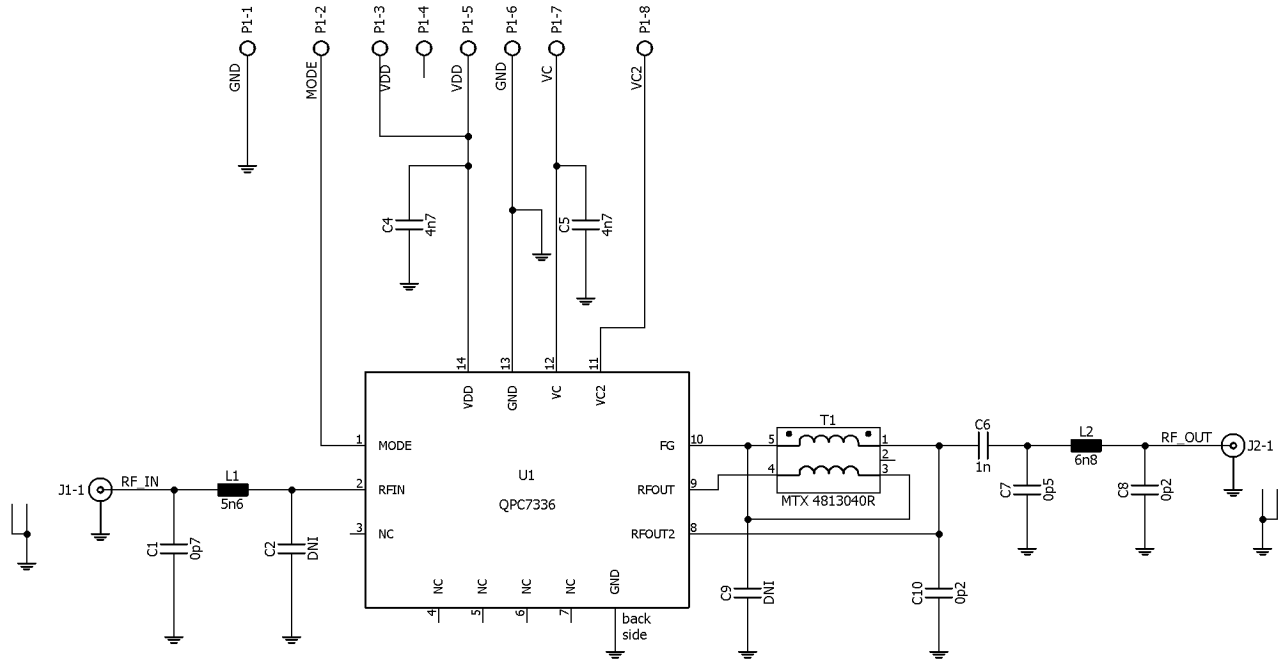 P1-1
P1-2
P1-3
P1-4
P1-5
P1-6
P1-7
P1-8
GND
MODE
VDD
VDD
GND
VC
VC2
C4
4n7
C5
4n7
14
13
12
11
VDD
GND
VC
VC2
1
MODE
FG
10
5
T1
1
2
4
3
MTX 4813040R
C6
1n
L2
6n8
RF_OUT
J2-1
C7
0p5
C8
0p2
J1-1
RF_IN
L1
5n6
2
RFIN
U1
QPC7336
RFOUT
9
3
NC
RFOUT2
8
C1
0p7
C2
DNI
NC
NC
NC
NC
GND
4
5
6
7
back
side
C9
DNI
C10
0p2